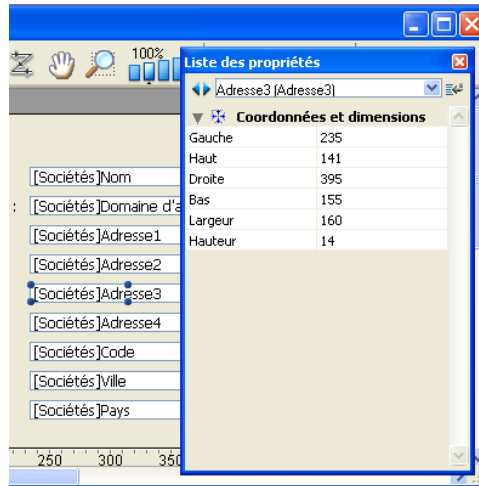 100%
Liste des propriétés
Adresse3 (Adresse3)
Coordonnées et dimensions
Gauche 235
Haut 141
Droite 395
Bas 155
Largeur 160
Hauteur 14
[Sociétés]Nom
: [Sociétés]Domaine d'a
[Sociétés]Adresse1
[Sociétés]Adresse2
[Sociétés]Adresse3
[Sociétés]Adresse4
[Sociétés]Code
[Sociétés]Ville
[Sociétés]Pays
250 300 350